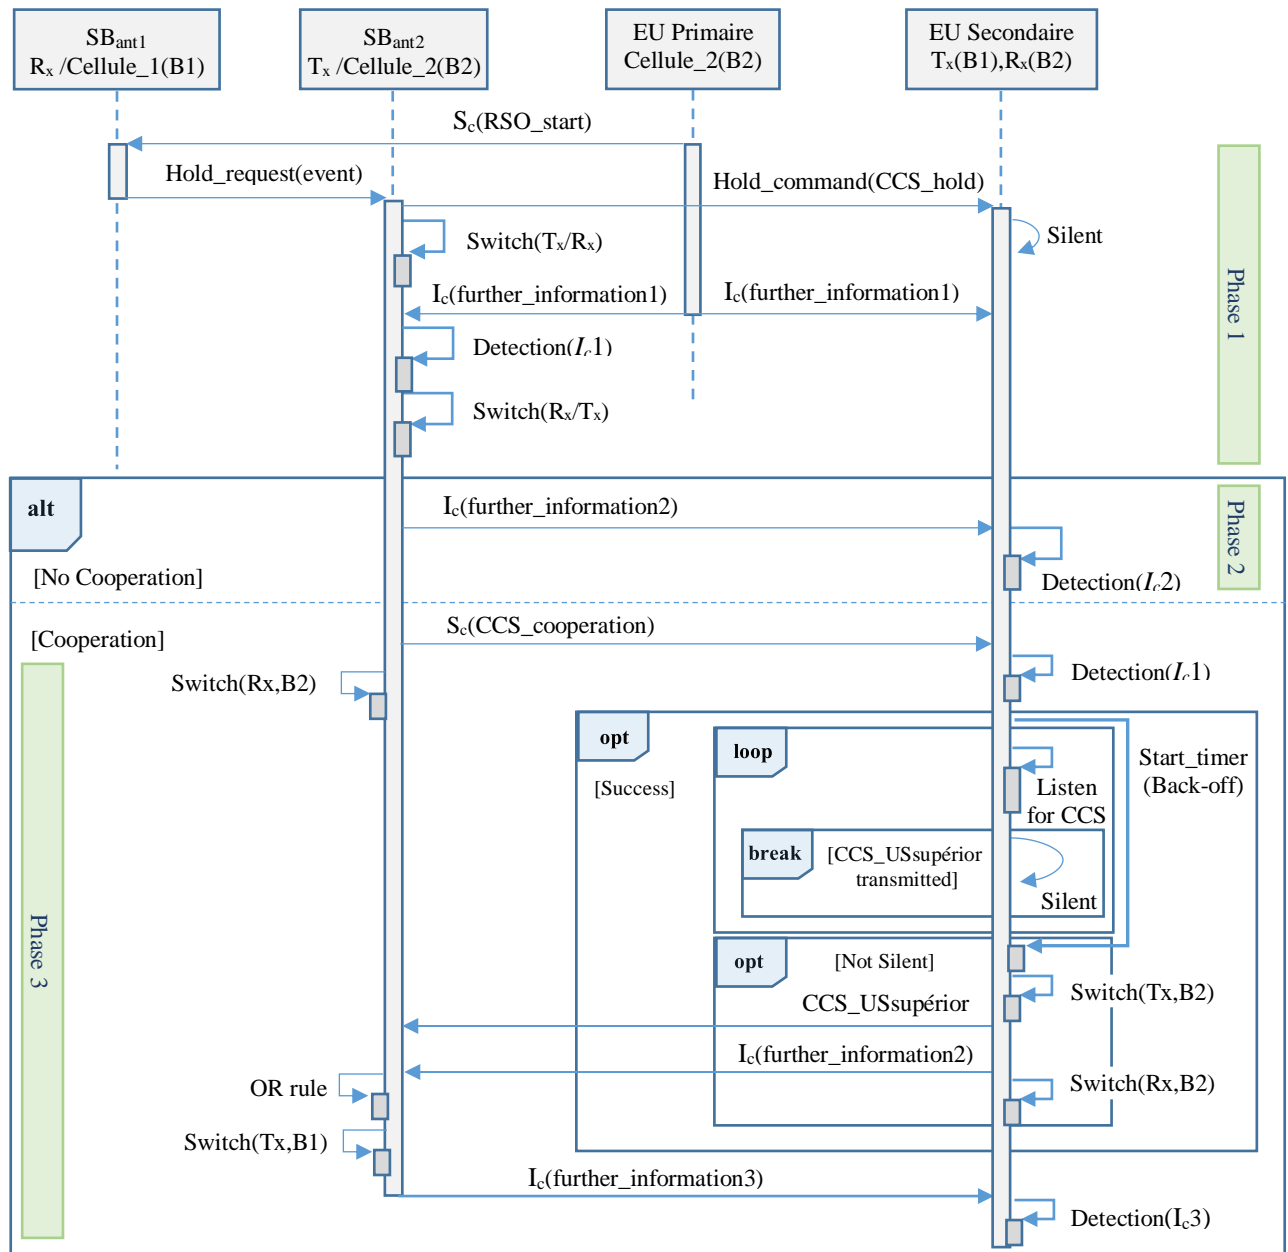 SBant1
Rx /Cellule_1(B1)
SBant2
Tx /Cellule_2(B2)
EU Primaire
Cellule_2(B2)
EU Secondaire
Tx(B1),Rx(B2)
Sc(RSO_start)
Hold_request(event)
Hold_command(CCS_hold)
Switch(Tx/Rx)
Silent
Ic(further_information1)
Ic(further_information1)
Detection(Ic1)
Switch(Rx/Tx)
Phase 1
alt
Ic(further_information2)
Phase 2
[No Cooperation]
Detection(Ic2)
[Cooperation]
Sc(CCS_cooperation)
Switch(Rx,B2)
Detection(Ic1)
opt
[Success]
loop
Start_timer
(Back-off)
Listen
for CCS
break
[CCS_USsupérior
transmitted]
Silent
Phase 3
opt
[Not Silent]
Switch(Tx,B2)
CCS_USsupérior
Ic(further_information2)
OR rule
Switch(Rx,B2)
Switch(Tx,B1)
Ic(further_information3)
Detection(Ic3)